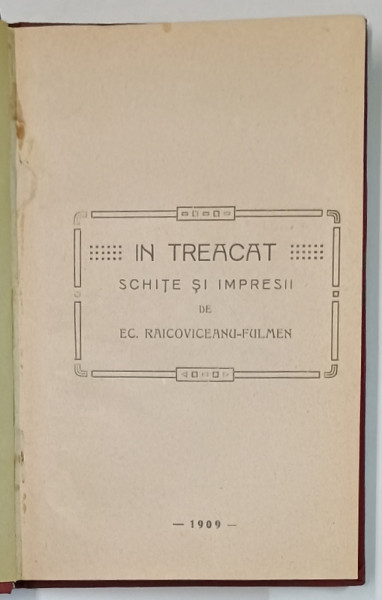 IN TREACAT
SCHIȚE ȘI IMPRESII
DE
EC. RAICOVICEANU-FULMEN
— 1909 —